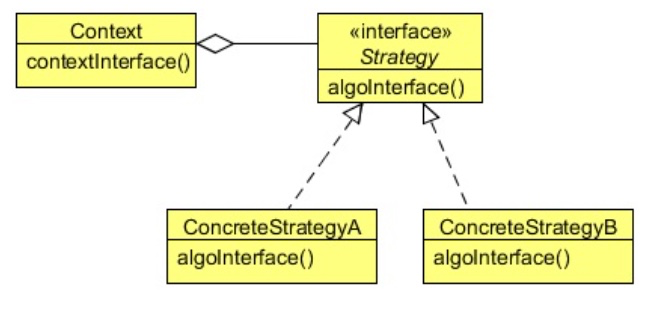 Context
contextInterface()
«interface»
Strategy
algoInterface()
ConcreteStrategyA
algoInterface()
ConcreteStrategyB
algoInterface()